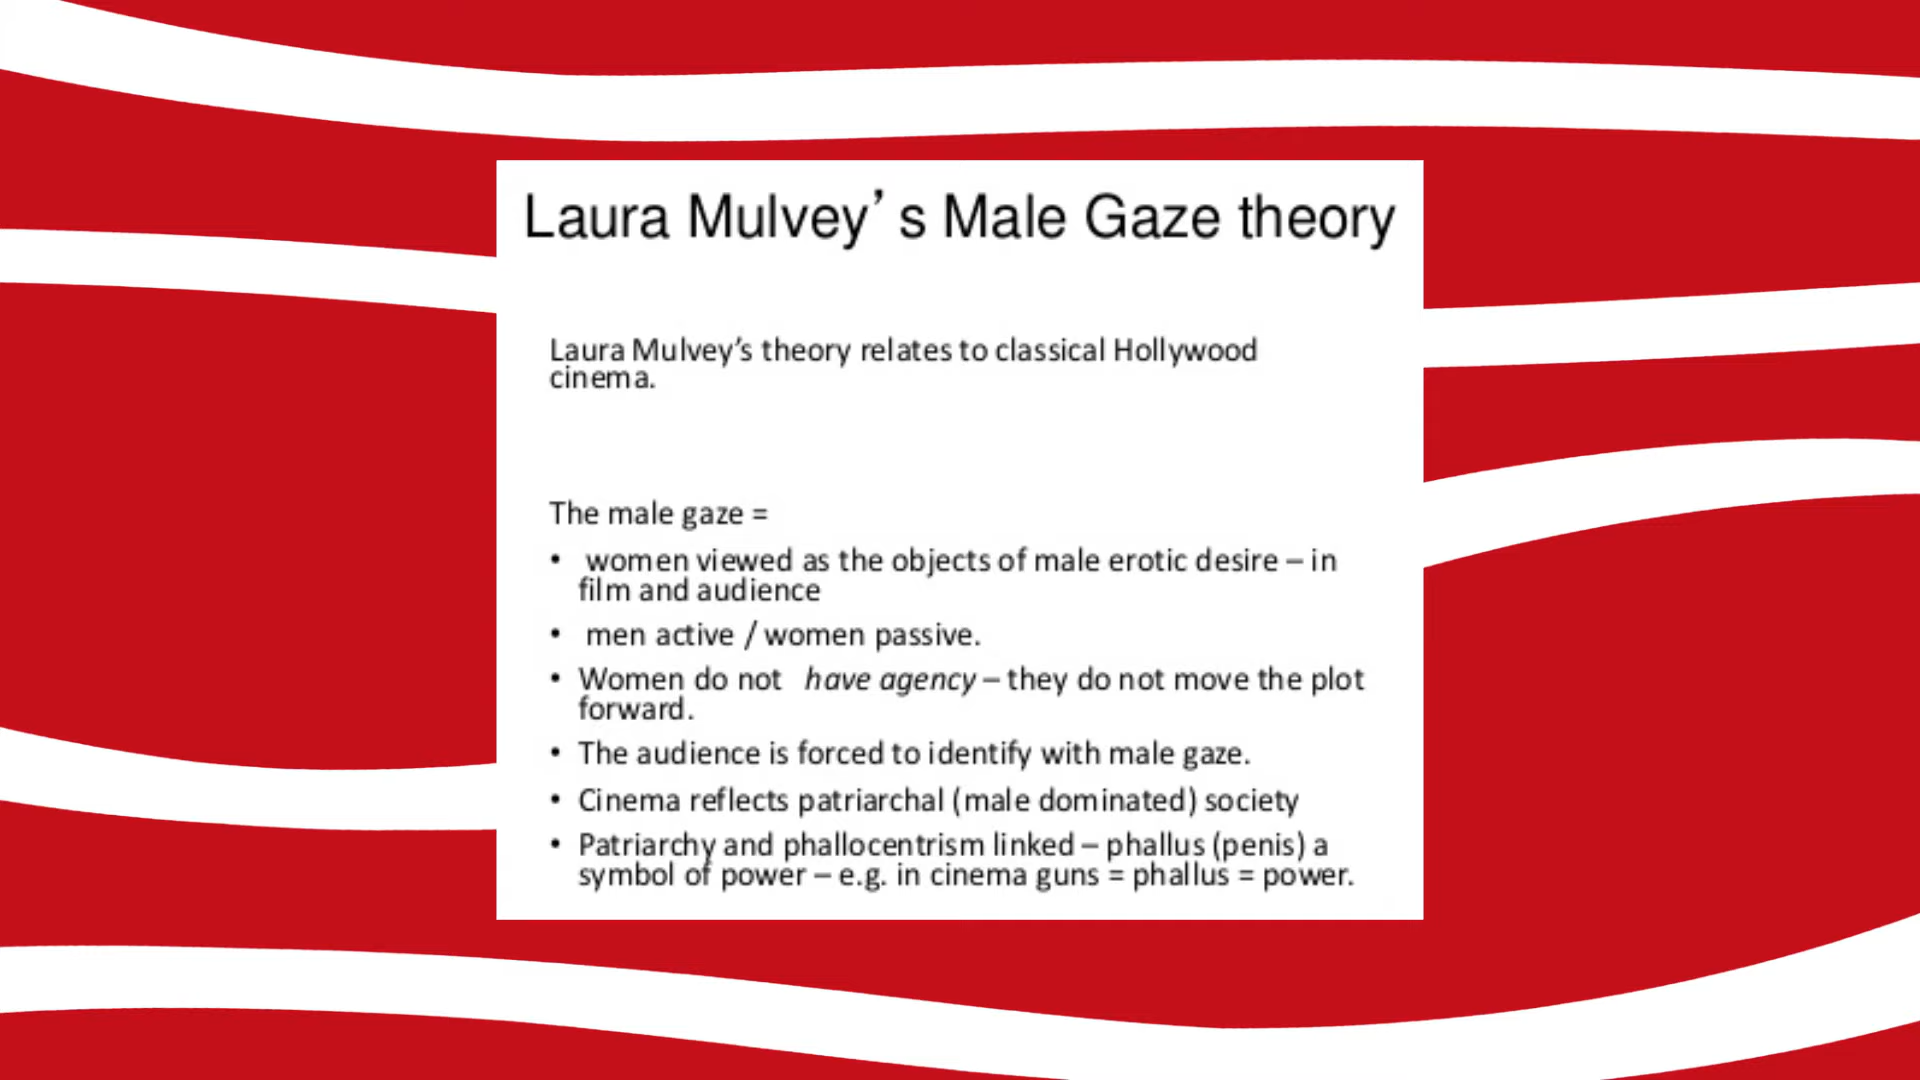 Laura Mulvey’s Male Gaze theory
Laura Mulvey’s theory relates to classical Hollywood
cinema.
The male gaze =
• women viewed as the objects of male erotic desire – in
film and audience
• men active / women passive.
• Women do not have agency – they do not move the plot
forward.
• The audience is forced to identify with male gaze.
• Cinema reflects patriarchal (male dominated) society
• Patriarchy and phallocentrism linked – phallus (penis) a
symbol of power – e.g. in cinema guns = phallus = power.